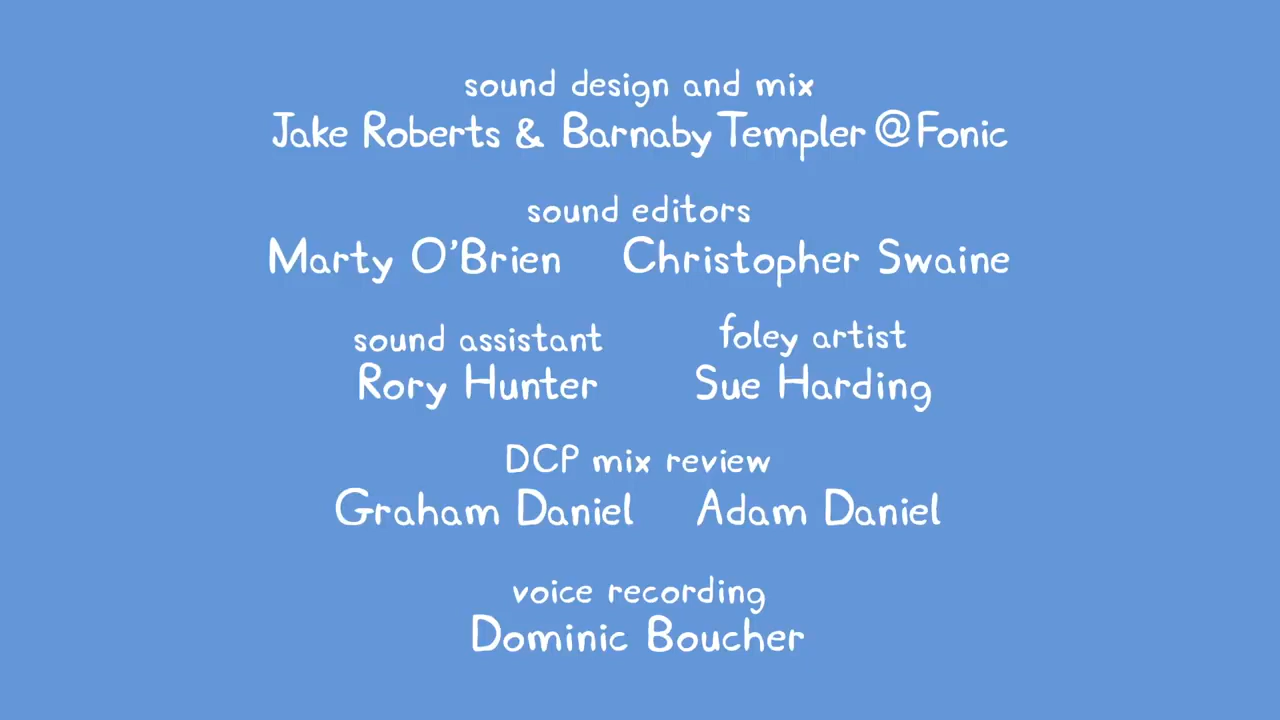 sound design and mix
Jake Roberts & Barnaby Templer @Fonic
sound editors
Marty O'Brien Christopher Swaine
sound assistant foley artist
Rory Hunter Sue Harding
DCP mix review
Graham Daniel Adam Daniel
voice recording
Dominic Boucher